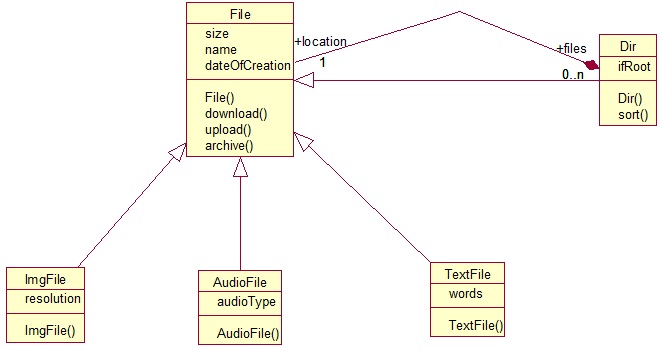 File
size
name
dateOfCreation
File()
download()
upload()
archive()
+location
1
+files
0..n
Dir
ifRoot
Dir()
sort()
ImgFile
resolution
ImgFile()
AudioFile
audioType
AudioFile()
TextFile
words
TextFile()